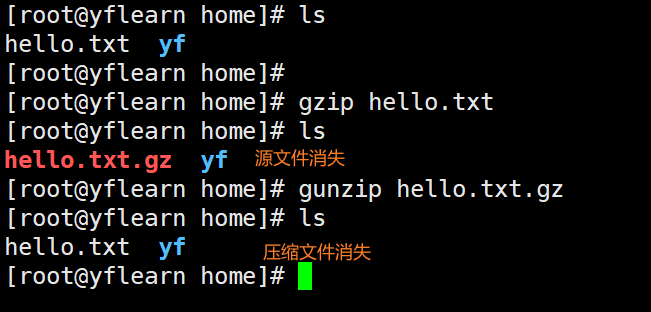 [root@yflearn home]# ls
hello.txt  yf
[root@yflearn home]#
[root@yflearn home]# gzip hello.txt
[root@yflearn home]# ls
hello.txt.gz  yf 源文件消失
[root@yflearn home]# gunzip hello.txt.gz
[root@yflearn home]# ls
hello.txt  yf 压缩文件消失
[root@yflearn home]#